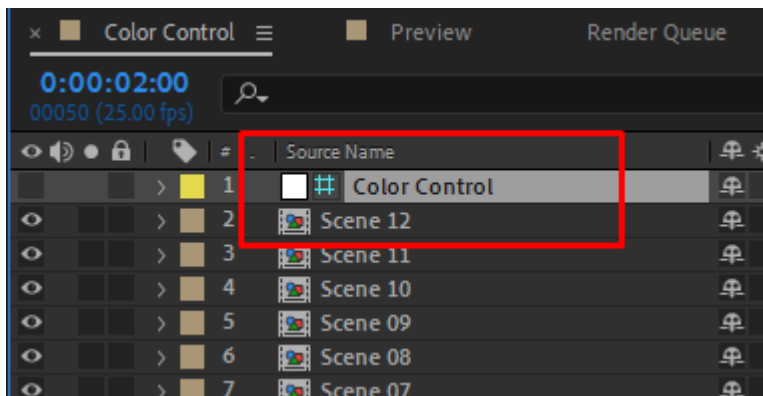 × Color Control ≡ Preview Render Queue
0:00:02:00
00050 (25.00 fps)
# . Source Name
1 Color Control
2 Scene 12
3 Scene 11
4 Scene 10
5 Scene 09
6 Scene 08
7 Scene 07